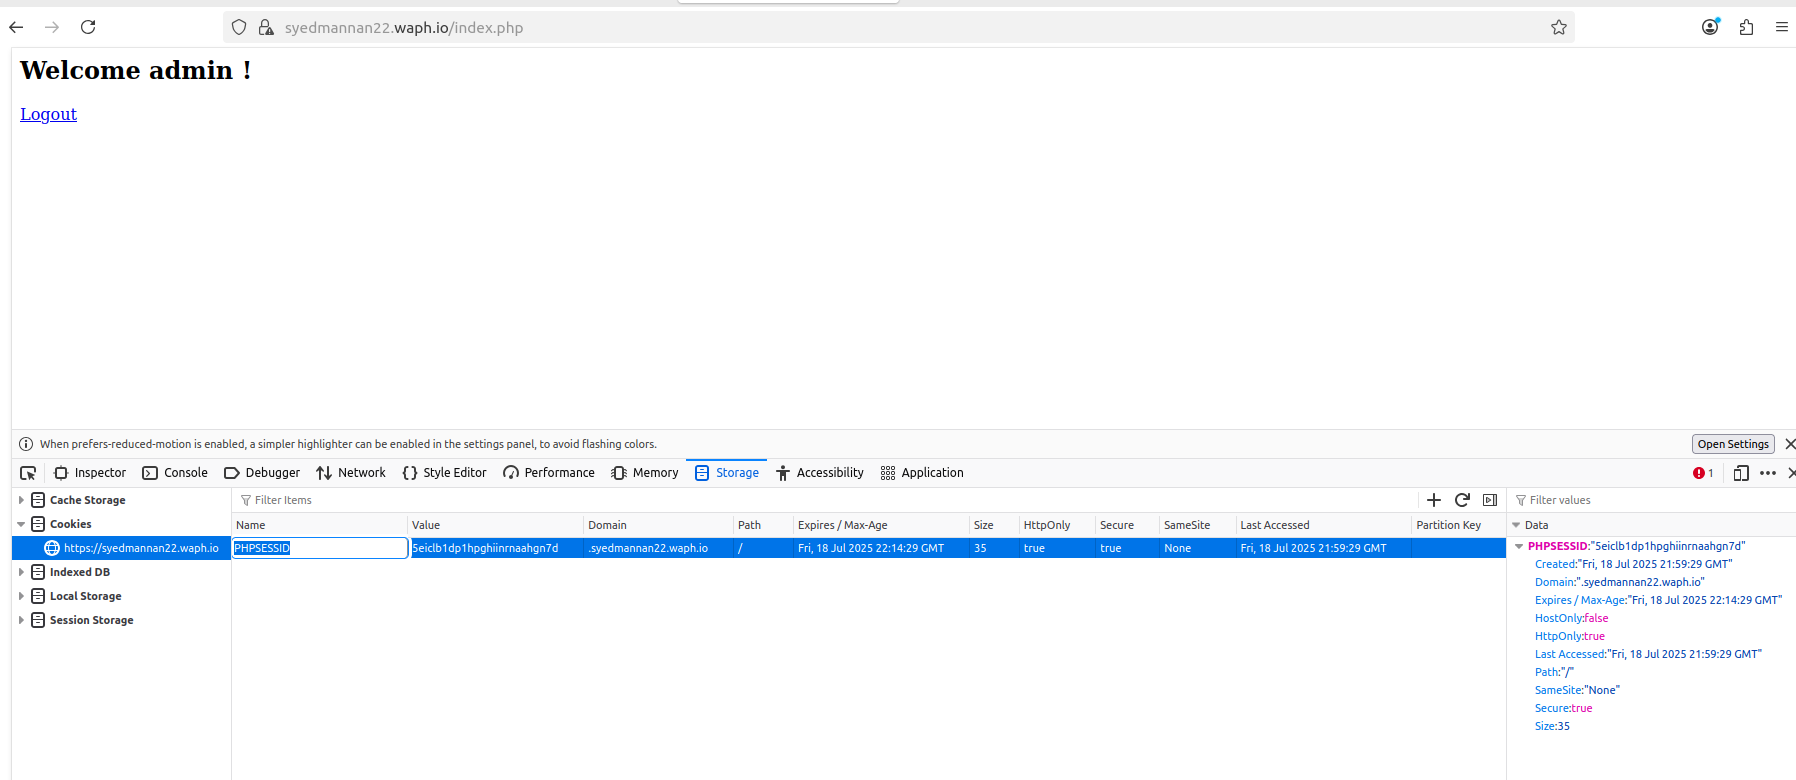 syedmannan22.waph.io/index.php
Welcome admin !
Logout
When prefers-reduced-motion is enabled, a simpler highlighter can be enabled in the settings panel, to avoid flashing colors. Open Settings
Inspector Console Debugger Network Style Editor Performance Memory Storage Accessibility Application 1
Cache Storage
Cookies
https://syedmannan22.waph.io
Indexed DB
Local Storage
Session Storage
Filter Items
Name Value Domain Path Expires / Max-Age Size HttpOnly Secure SameSite Last Accessed Partition Key
PHPSESSID 5eiclb1dp1hpghiinrnaahgn7d .syedmannan22.waph.io / Fri, 18 Jul 2025 22:14:29 GMT 35 true true None Fri, 18 Jul 2025 21:59:29 GMT
Filter values
Data
PHPSESSID:"5eiclb1dp1hpghiinrnaahgn7d"
Created:"Fri, 18 Jul 2025 21:59:29 GMT"
Domain:".syedmannan22.waph.io"
Expires / Max-Age:"Fri, 18 Jul 2025 22:14:29 GMT"
HostOnly:false
HttpOnly:true
Last Accessed:"Fri, 18 Jul 2025 21:59:29 GMT"
Path:"/"
SameSite:"None"
Secure:true
Size:35